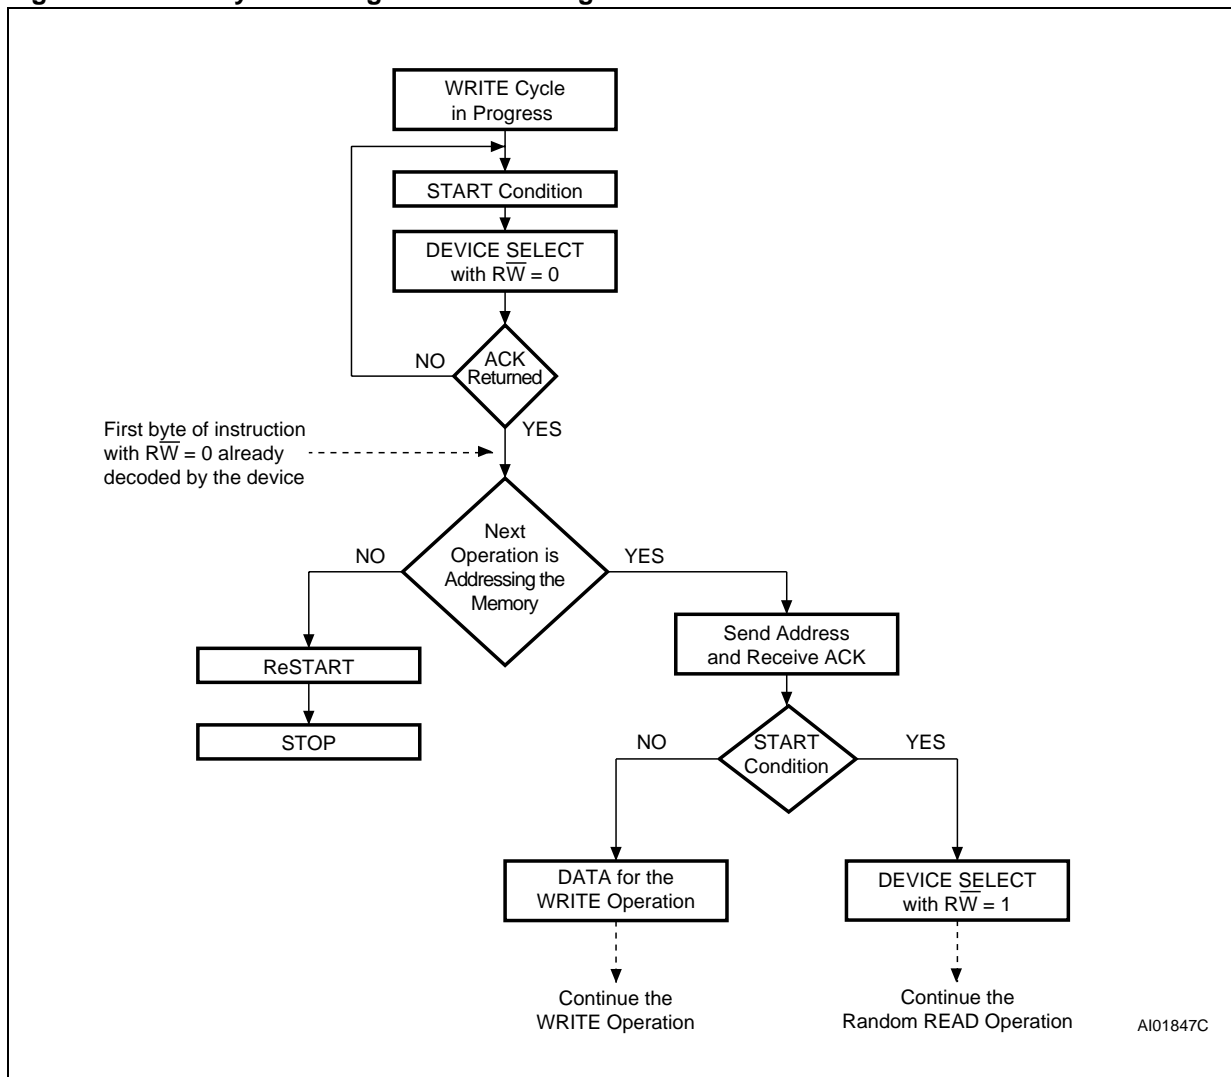 WRITE Cycle
in Progress
START Condition
DEVICE SELECT
with RW̅ = 0
ACK
Returned
NO
YES
First byte of instruction
with RW̅ = 0 already
decoded by the device
Next
Operation is
Addressing the
Memory
NO
YES
ReSTART
STOP
Send Address
and Receive ACK
START
Condition
NO
YES
DATA for the
WRITE Operation
DEVICE SELECT
with RW̅ = 1
Continue the
WRITE Operation
Continue the
Random READ Operation
AI01847C